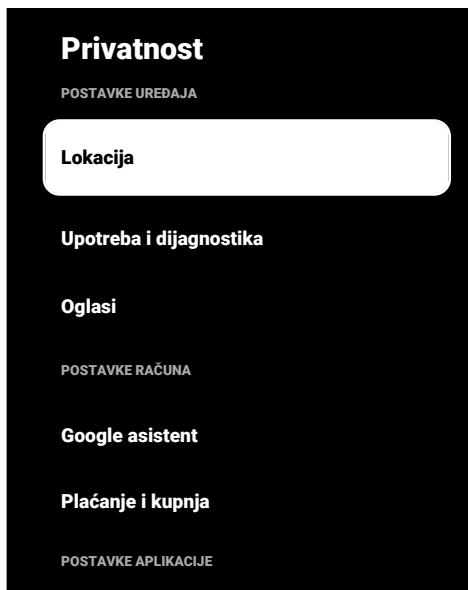 Privatnost
POSTAVKE UREĐAJA
Lokacija
Upotreba i dijagnostika
Oglasi
POSTAVKE RAČUNA
Google asistent
Plaćanje i kupnja
POSTAVKE APLIKACIJE